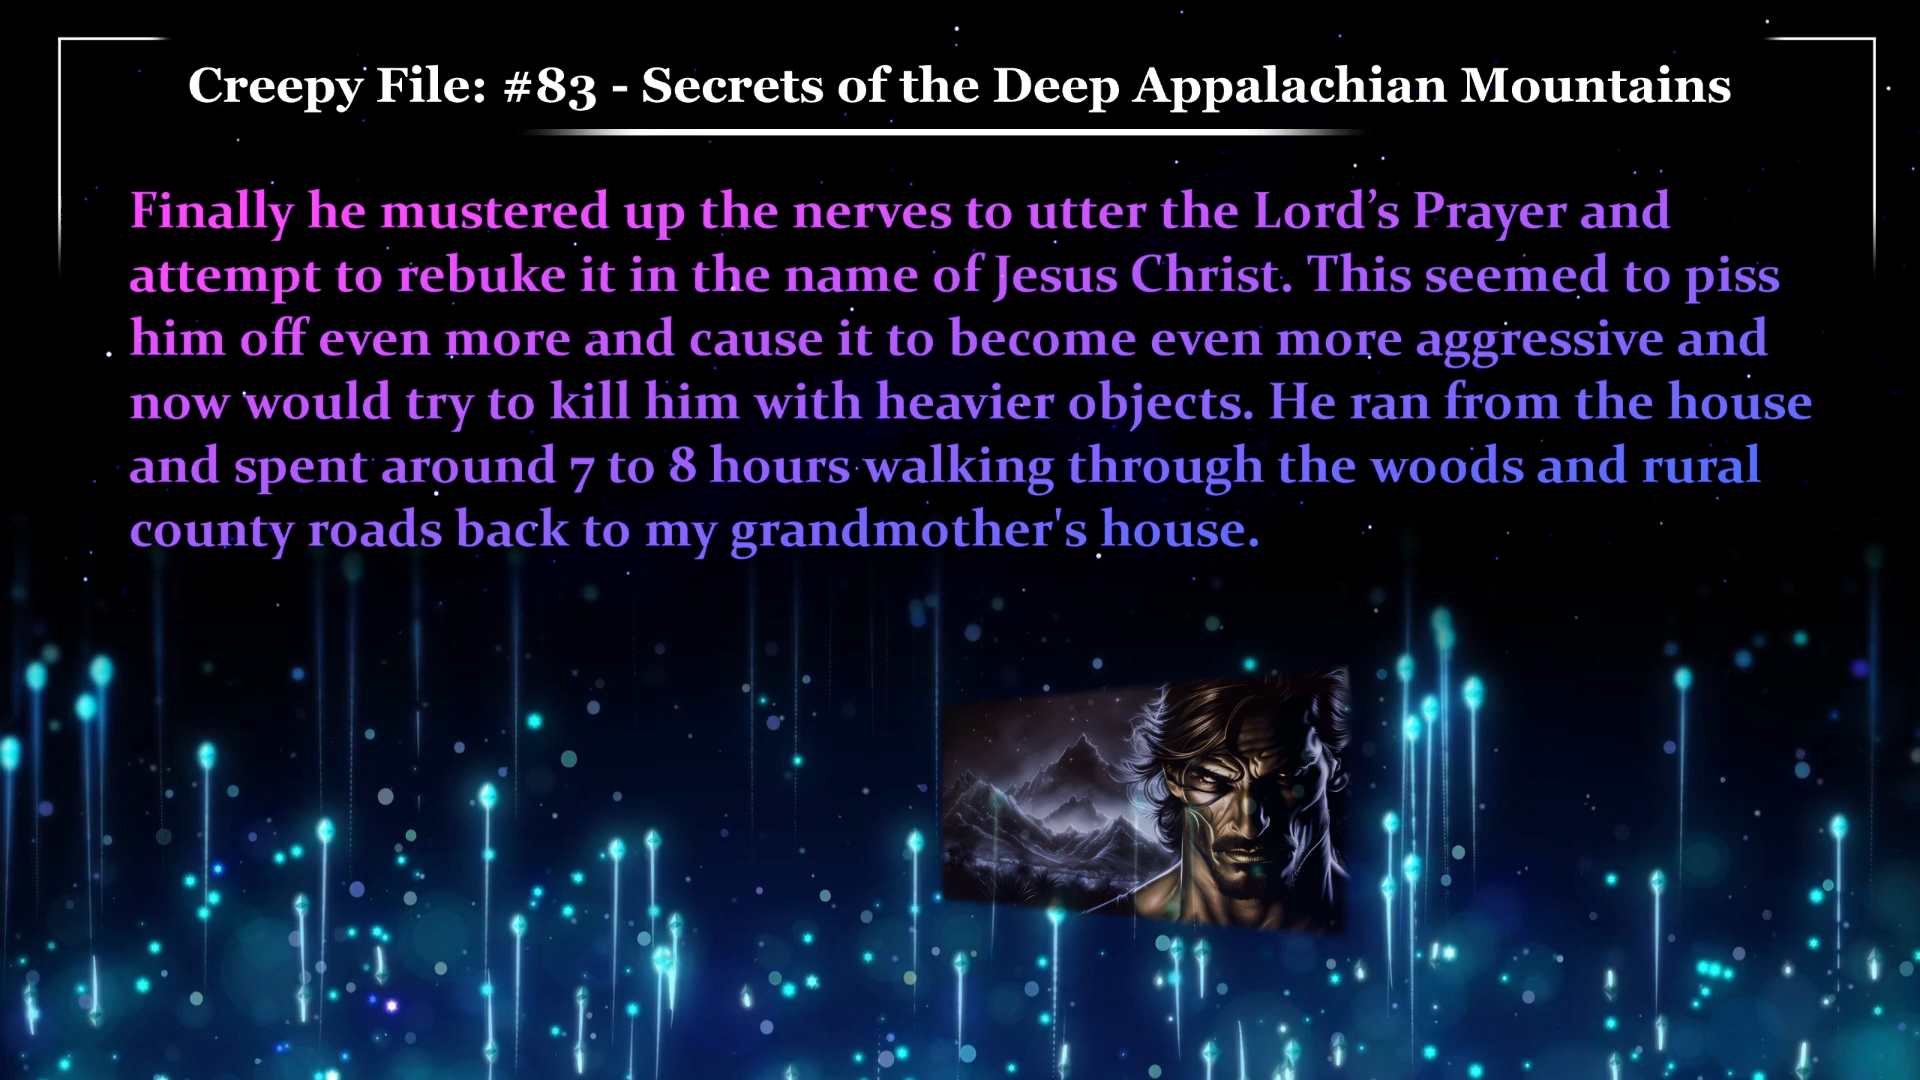 Creepy File: #83 - Secrets of the Deep Appalachian Mountains
Finally he mustered up the nerves to utter the Lord’s Prayer and
attempt to rebuke it in the name of Jesus Christ. This seemed to piss
him off even more and cause it to become even more aggressive and
now would try to kill him with heavier objects. He ran from the house
and spent around 7 to 8 hours walking through the woods and rural
county roads back to my grandmother's house.